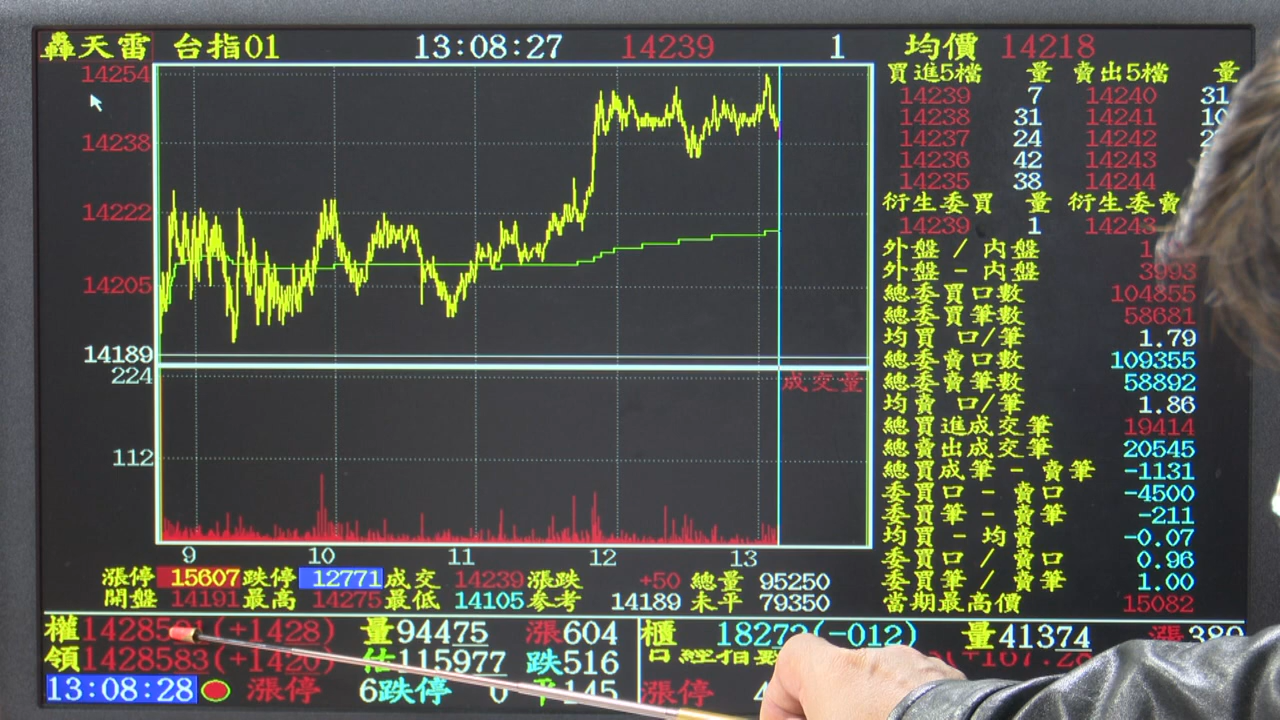 轟天雷 台指01 13:08:27 14239 1 均價 14218
買進5檔 量 賣出5檔 量
14239 7 14240 31
14238 31 14241
14237 24 14242
14236 42 14243
14235 38 14244
衍生委買 量 衍生委賣
14239 1 14243
外盤 / 內盤
外盤 - 內盤 3993
總委買口數 104855
總委買筆數 58681
均買 口/筆 1.79
總委賣口數 109355
總委賣筆數 58892
均賣 口/筆 1.86
總買進成交筆 19414
總賣出成交筆 20545
總買成筆 - 賣筆 -1131
委買口 - 賣口 -4500
委買筆 - 賣筆 -211
均買 - 均賣 -0.07
委買口 / 賣口 0.96
委買筆 / 賣筆 1.00
當期最高價 15082
14254
14238
14222
14205
14189
224
成交量
112
9 10 11 12 13
漲停 15607 跌停 12771 成交 14239 漲跌 +50 總量 95250
開盤 14191 最高 14275 最低 14105 參考 14189 未平 79350
權 (+1428) 量94475 漲604
領1428583(+1420) 估115977 跌516
13:08:28 漲停 6跌停 0 平145
櫃 18272(-012) 量41374 漲389
日經指數
漲停